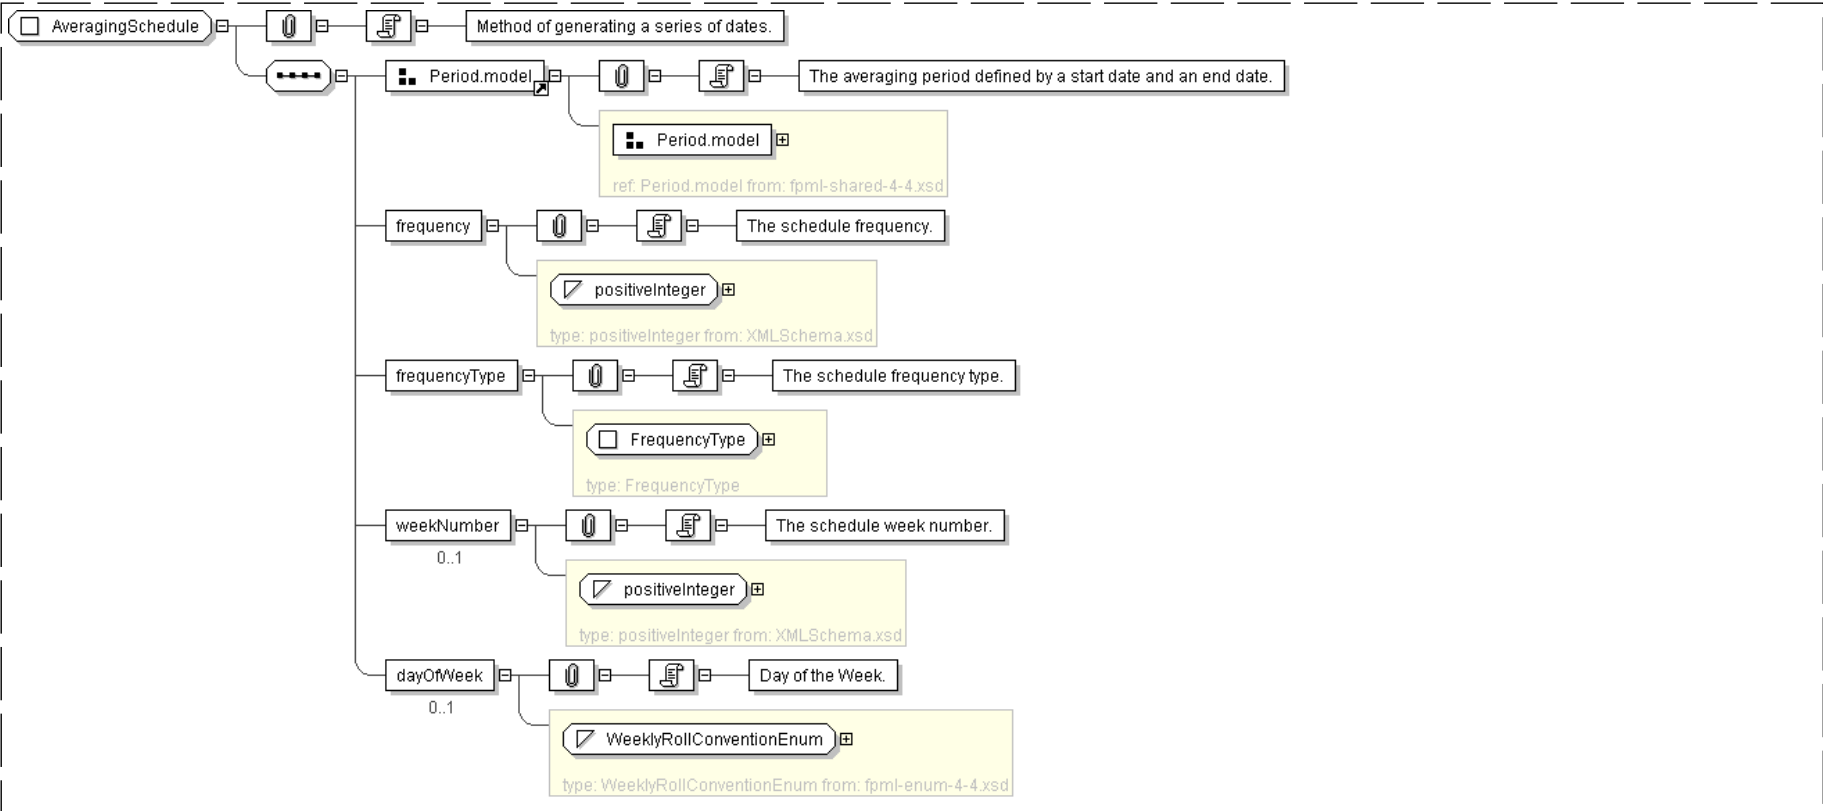 AveragingSchedule Method of generating a series of dates.
Period.model The averaging period defined by a start date and an end date.
Period.model
ref: Period.model from: fpml-shared-4-4.xsd
frequency The schedule frequency.
positiveInteger
type: positiveInteger from: XMLSchema.xsd
frequencyType The schedule frequency type.
FrequencyType
type: FrequencyType
weekNumber The schedule week number.
0..1
positiveInteger
type: positiveInteger from: XMLSchema.xsd
dayOfWeek Day of the Week.
0..1
WeeklyRollConventionEnum
type: WeeklyRollConventionEnum from: fpml-enum-4-4.xsd